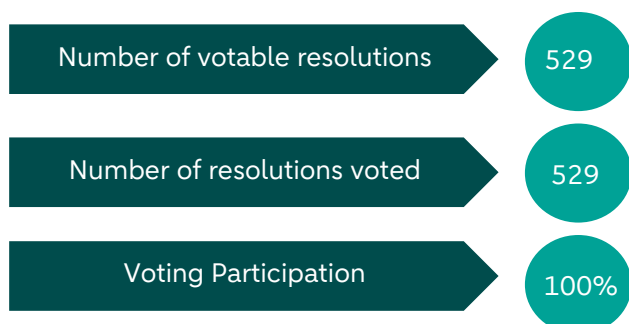 Number of votable resolutions
529
Number of resolutions voted
529
Voting Participation
100%